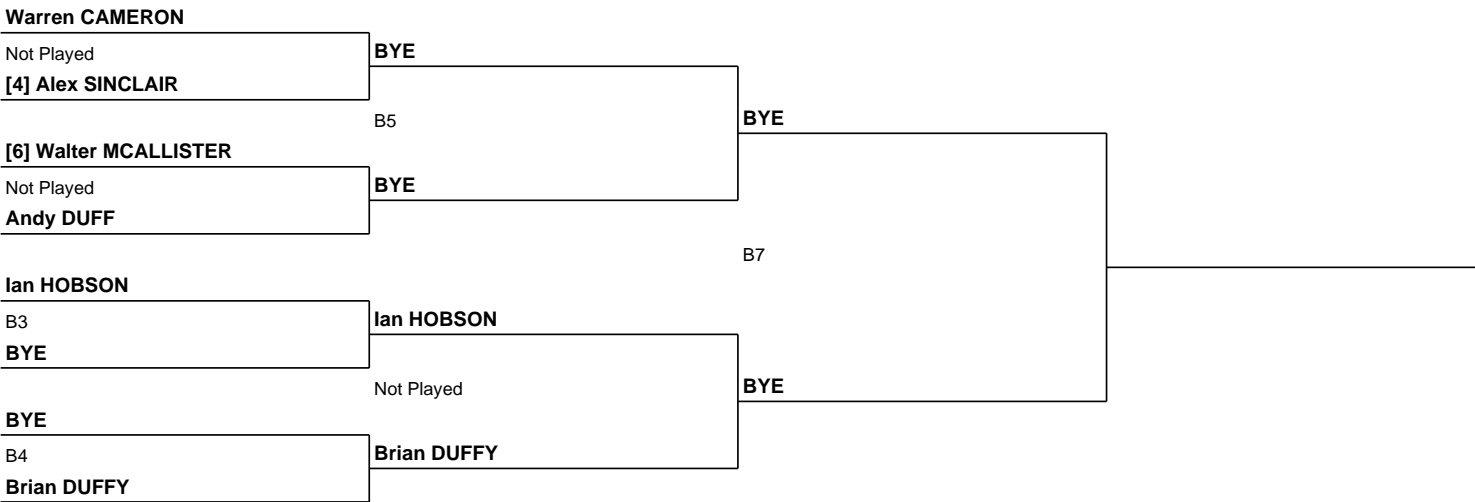 Warren CAMERON
Not Played
[4] Alex SINCLAIR
BYE
B5
[6] Walter MCALLISTER
Not Played
Andy DUFF
BYE
BYE
B7
Ian HOBSON
B3
BYE
Ian HOBSON
Not Played
BYE
BYE
B4
Brian DUFFY
Brian DUFFY